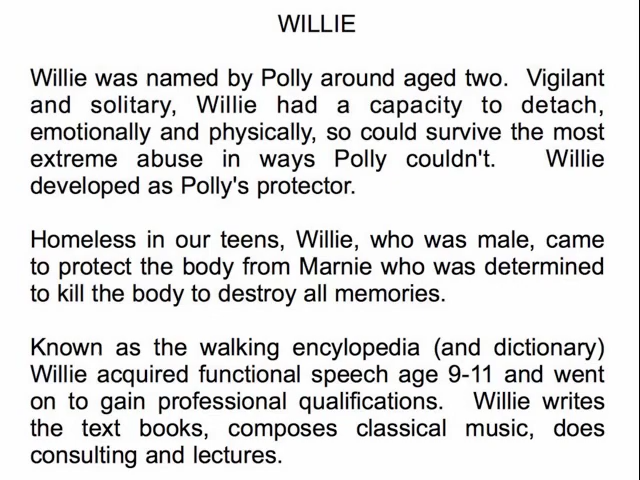 WILLIE
Willie was named by Polly around aged two. Vigilant
and solitary, Willie had a capacity to detach,
emotionally and physically, so could survive the most
extreme abuse in ways Polly couldn't. Willie
developed as Polly's protector.
Homeless in our teens, Willie, who was male, came
to protect the body from Marnie who was determined
to kill the body to destroy all memories.
Known as the walking encylopedia (and dictionary)
Willie acquired functional speech age 9-11 and went
on to gain professional qualifications. Willie writes
the text books, composes classical music, does
consulting and lectures.